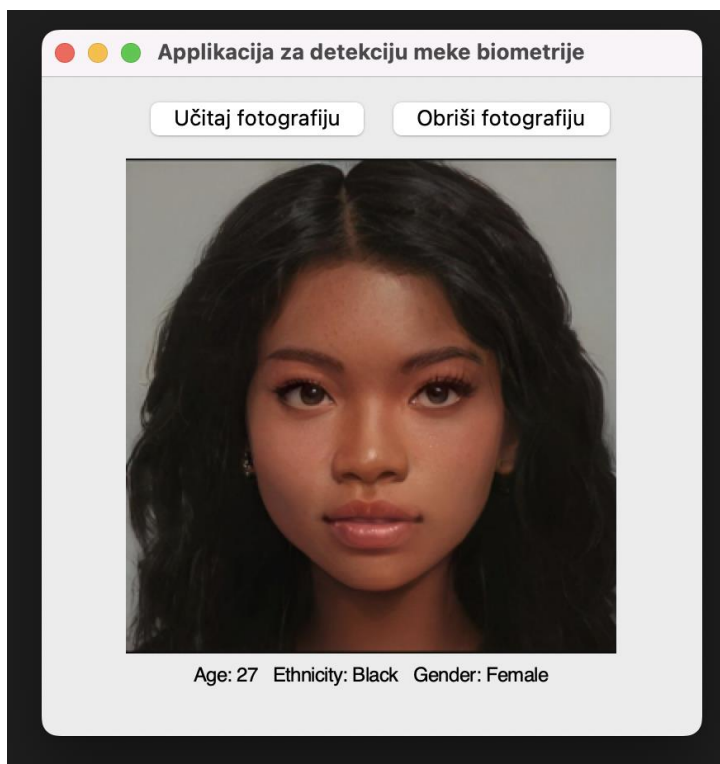 Applikacija za detekciju meke biometrije
Učitaj fotografiju Obriši fotografiju
Age: 27 Ethnicity: Black Gender: Female